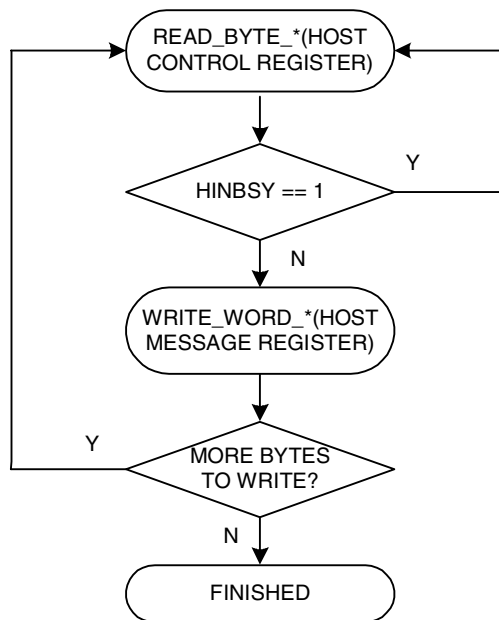 READ_BYTE_*(HOST
CONTROL REGISTER)
Y
HINBSY == 1
N
WRITE_WORD_*(HOST
MESSAGE REGISTER)
Y
MORE BYTES
TO WRITE?
N
FINISHED